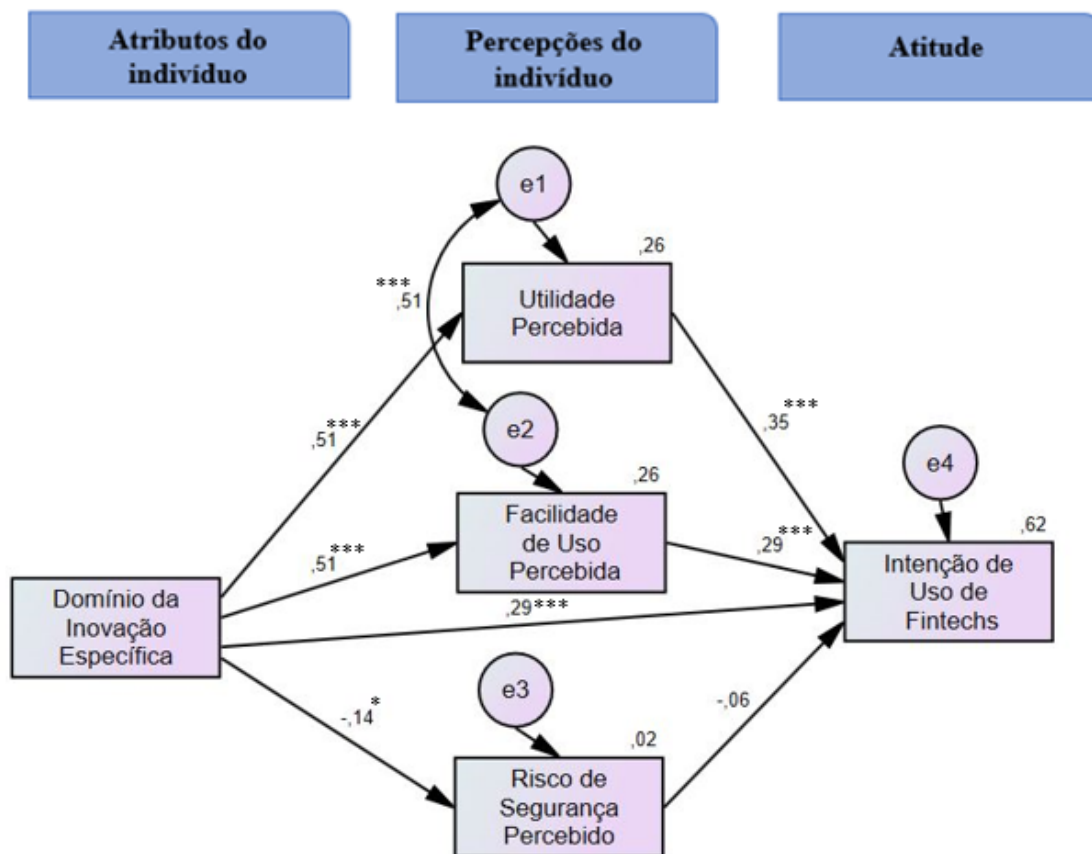 Atributos do
indivíduo
Percepções do
indivíduo
Atitude
e1
,26
***
,51
Utilidade
Percebida
,51***
,35***
e2
,26
e4
,62
Facilidade
de Uso
Percebida
,51***
,29***
Intenção de
Uso de
Fintechs
Domínio da
Inovação
Específica
,29***
e3
-,14*
-,06
,02
Risco de
Segurança
Percebido